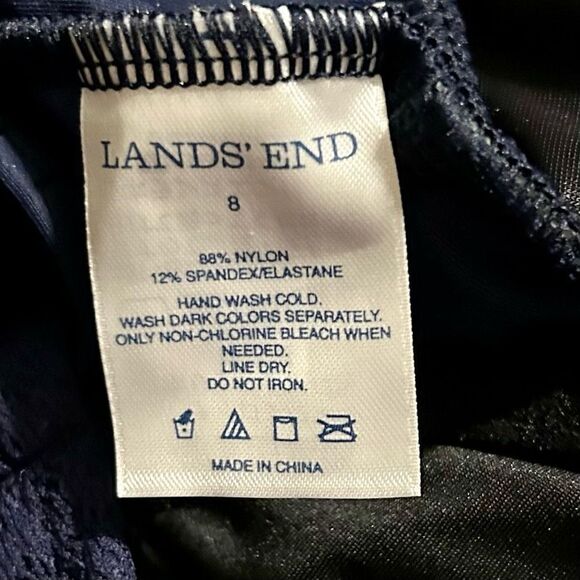 LANDS' END
8
88% NYLON
12% SPANDEX/ELASTANE
HAND WASH COLD.
WASH DARK COLORS SEPARATELY.
ONLY NON-CHLORINE BLEACH WHEN
NEEDED.
LINE DRY.
DO NOT IRON.
MADE IN CHINA